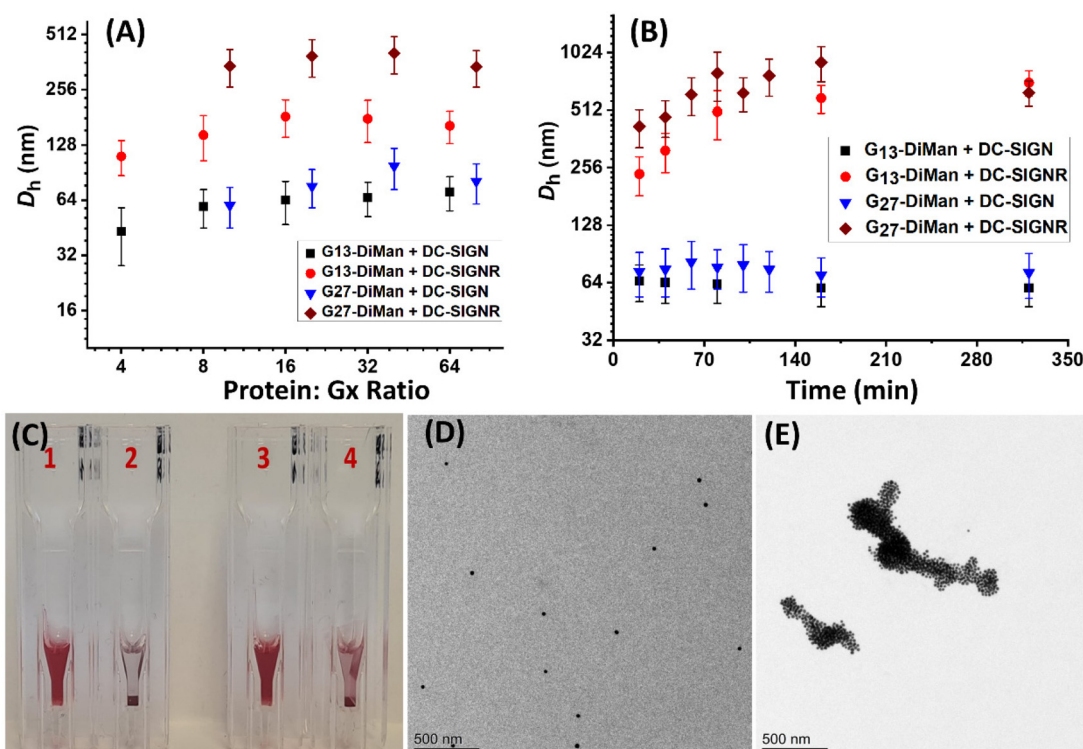 (A)
512
256
128
64
32
16
D_h (nm)
G13-DiMan + DC-SIGN
G13-DiMan + DC-SIGNR
G27-DiMan + DC-SIGN
G27-DiMan + DC-SIGNR
4 8 16 32 64
Protein: Gx Ratio
(B)
1024
512
256
128
64
32
D_h (nm)
G13-DiMan + DC-SIGN
G13-DiMan + DC-SIGNR
G27-DiMan + DC-SIGN
G27-DiMan + DC-SIGNR
0 70 140 210 280 350
Time (min)
(C)
1 2 3 4
(D)
500 nm
(E)
500 nm